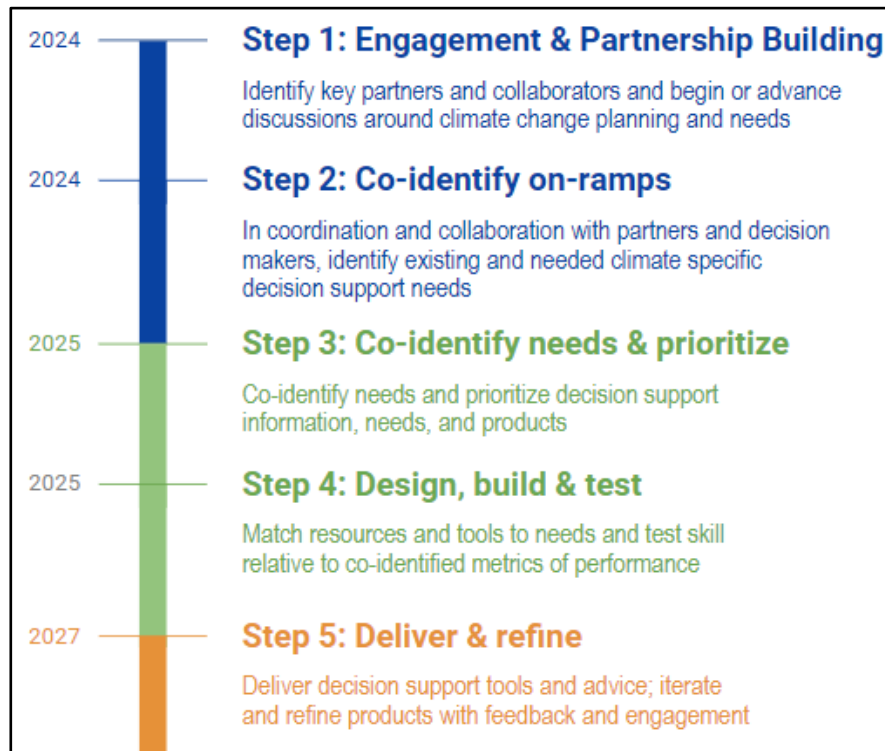 2024
Step 1: Engagement & Partnership Building
Identify key partners and collaborators and begin or advance
discussions around climate change planning and needs
2024
Step 2: Co-identify on-ramps
In coordination and collaboration with partners and decision
makers, identify existing and needed climate specific
decision support needs
2025
Step 3: Co-identify needs & prioritize
Co-identify needs and prioritize decision support
information, needs, and products
2025
Step 4: Design, build & test
Match resources and tools to needs and test skill
relative to co-identified metrics of performance
2027
Step 5: Deliver & refine
Deliver decision support tools and advice; iterate
and refine products with feedback and engagement